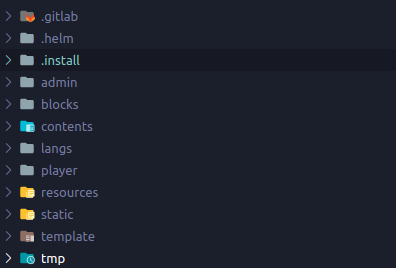 .gitlab
.helm
.install
admin
blocks
contents
langs
player
resources
static
template
tmp